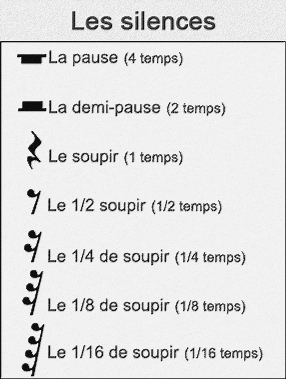 Les silences
La pause (4 temps)
La demi-pause (2 temps)
Le soupir (1 temps)
Le 1/2 soupir (1/2 temps)
Le 1/4 de soupir (1/4 temps)
Le 1/8 de soupir (1/8 temps)
Le 1/16 de soupir (1/16 temps)